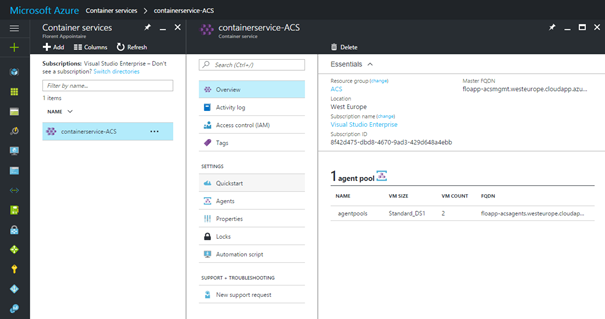 Microsoft Azure Container services > containerservice-ACS
Container services
Florent Appointaire
Add Columns Refresh
Subscriptions: Visual Studio Enterprise – Don't
see a subscription? Switch directories
Filter by name...
1 items
NAME
containerservice-ACS ...
containerservice-ACS
Container service
Search (Ctrl+/)
Overview
Activity log
Access control (IAM)
Tags
SETTINGS
Quickstart
Agents
Properties
Locks
Automation script
SUPPORT + TROUBLESHOOTING
New support request
Delete
Essentials
Resource group (change)
ACS
Location
West Europe
Subscription name (change)
Visual Studio Enterprise
Subscription ID
8f42d475-dbd8-4670-9ad3-429d648a4ebb
Master FQDN
floapp-acsmgmt.westeurope.cloudapp.azu...
1 agent pool
NAME VM SIZE VM COUNT FQDN
agentpools Standard_DS1 2 floapp-acsagents.westeurope.cloudap...